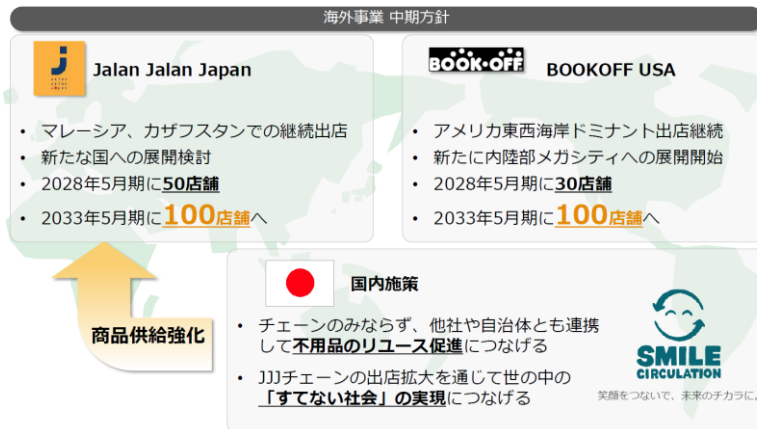 海外事業 中期方針
Jalan Jalan Japan
• マレーシア、カザフスタンでの継続出店
• 新たな国への展開検討
• 2028年5月期に50店舗
• 2033年5月期に100店舗へ
BOOK-OFF
BOOKOFF USA
• アメリカ東西海岸ドミナント出店継続
• 新たに内陸部メガシティへの展開開始
• 2028年5月期に30店舗
• 2033年5月期に100店舗へ
商品供給強化
国内施策
• チェーンのみならず、他社や自治体とも連携
して不用品のリユース促進につなげる
• JJJチェーンの出店拡大を通じて世の中の
「すてない社会」の実現につなげる
SMILE
CIRCULATION
笑顔をつないで、未来のチカラに。